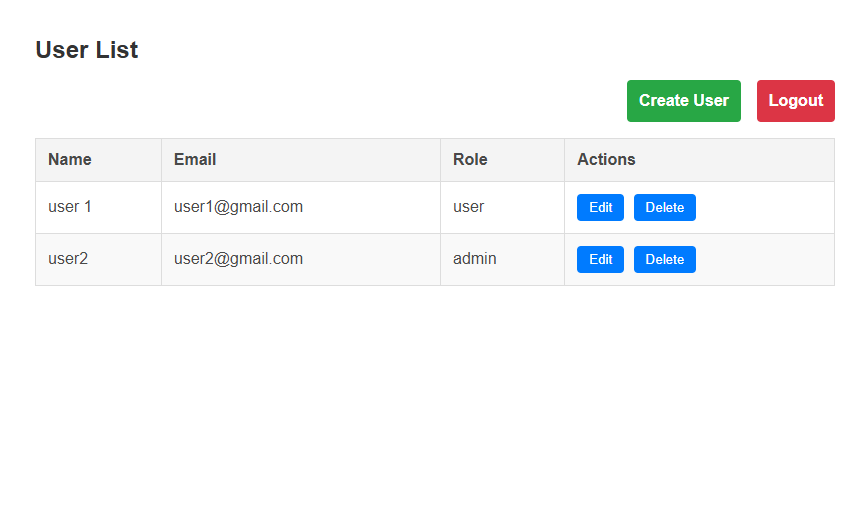 User List
Create User Logout
Name Email Role Actions
user 1 user1@gmail.com user Edit Delete
user2 user2@gmail.com admin Edit Delete